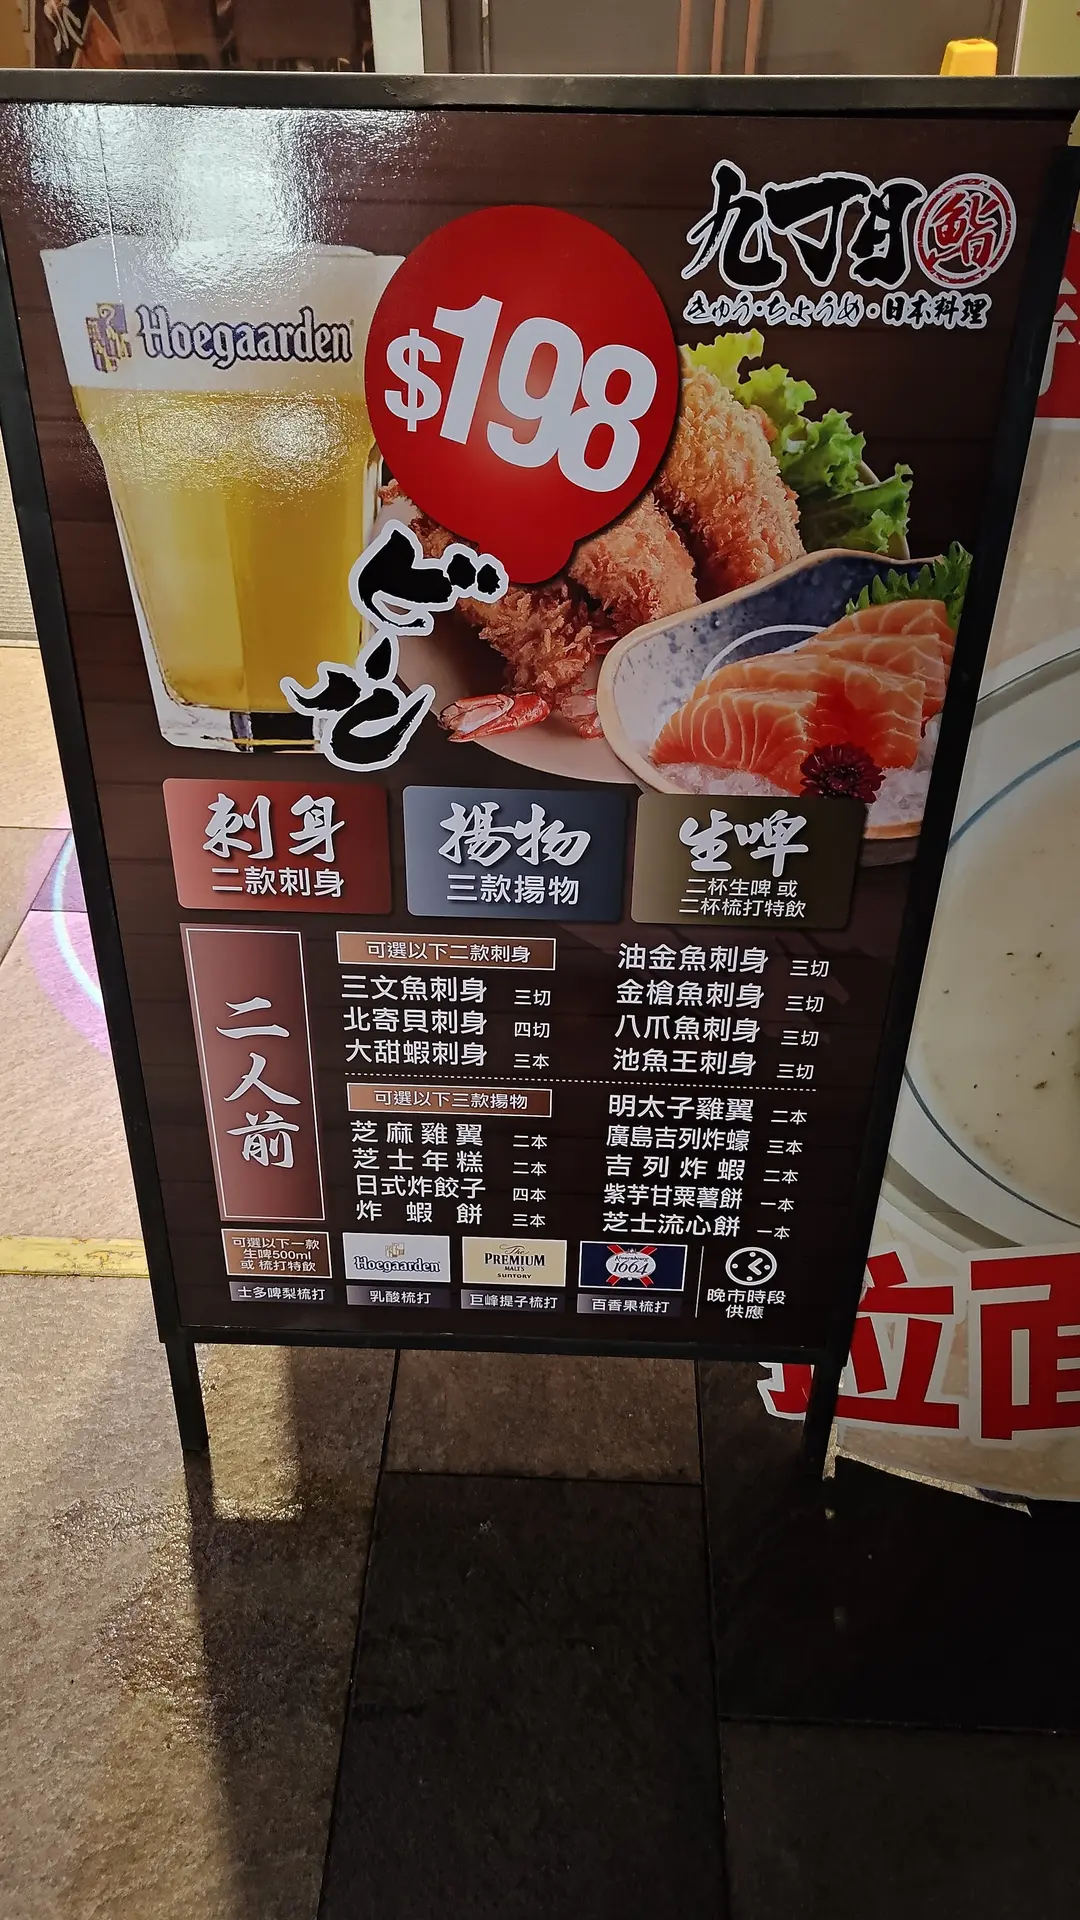 九丁目鮨
きゅう・ちょうめ・日本料理
Hoegaarden
$198
ビール
刺身
二款刺身
揚物
三款揚物
生啤
二杯生啤 或
二杯梳打特飲
二人前
可選以下二款刺身
三文魚刺身 三切
北寄貝刺身 四切
大甜蝦刺身 三本
油金魚刺身 三切
金槍魚刺身 三切
八爪魚刺身 三切
池魚王刺身 三切
可選以下三款揚物
芝麻雞翼 二本
芝士年糕 二本
日式炸餃子 四本
炸蝦餅 三本
明太子雞翼 二本
廣島吉列炸蠔 三本
吉列炸蝦 二本
紫芋甘粟薯餅 一本
芝士流心餅 一本
可選以下一款
生啤500ml
或 梳打特飲
Hoegaarden
The
PREMIUM
MALT'S
SUNTORY
Kronenbourg
1664
士多啤梨梳打
乳酸梳打
巨峰提子梳打
百香果梳打
晚市時段
供應
拉面